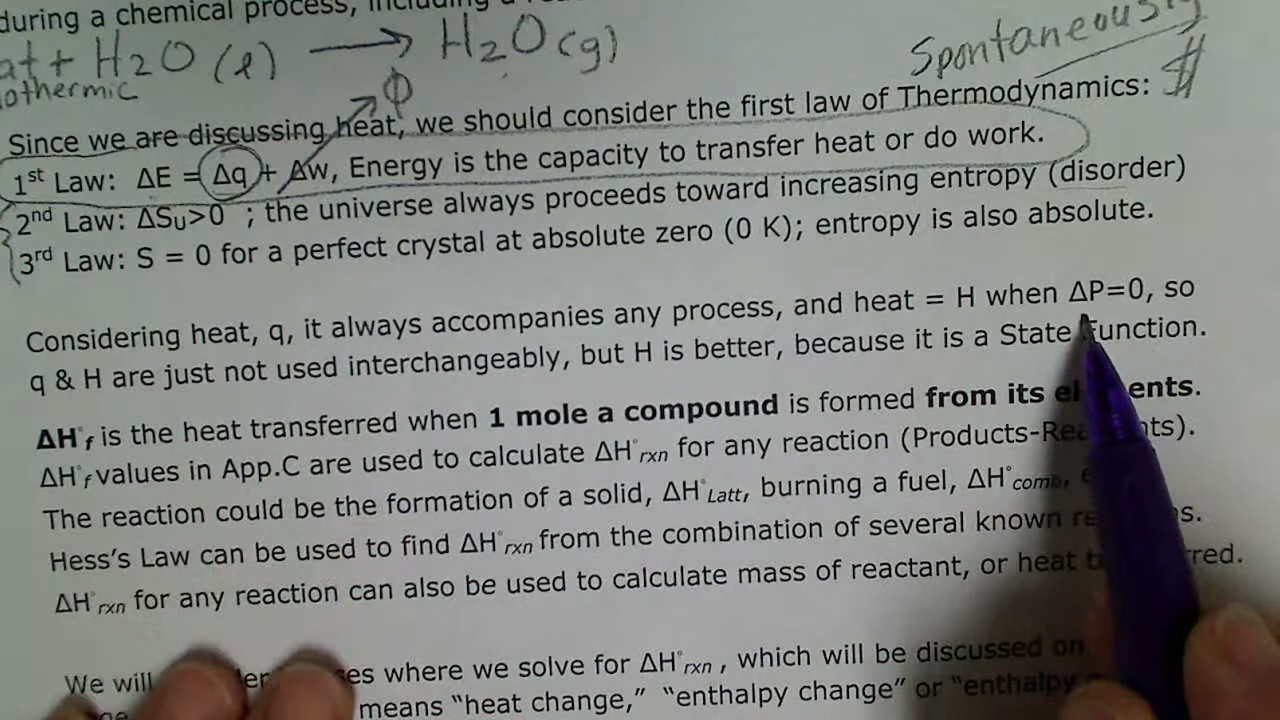 during a chemical process, including a
at + H2O (l) → H2O (g)
othermic
Spontaneously
Φ
Since we are discussing heat, we should consider the first law of Thermodynamics:
1st Law: ΔE = Δq + Δw, Energy is the capacity to transfer heat or do work.
2nd Law: ΔSU>0 ; the universe always proceeds toward increasing entropy (disorder)
3rd Law: S = 0 for a perfect crystal at absolute zero (0 K); entropy is also absolute.
Considering heat, q, it always accompanies any process, and heat = H when ΔP=0, so
q & H are just not used interchangeably, but H is better, because it is a State Function.
ΔH°f is the heat transferred when 1 mole a compound is formed from its el ents.
ΔH°f values in App.C are used to calculate ΔH°rxn for any reaction (Products-Rea ts).
The reaction could be the formation of a solid, ΔH°Latt, burning a fuel, ΔH°comb,
Hess's Law can be used to find ΔH°rxn from the combination of several known re s.
ΔH°rxn for any reaction can also be used to calculate mass of reactant, or heat t rred.
We will es where we solve for ΔH°rxn , which will be discussed on
means “heat change,” “enthalpy change” or “enthalpy